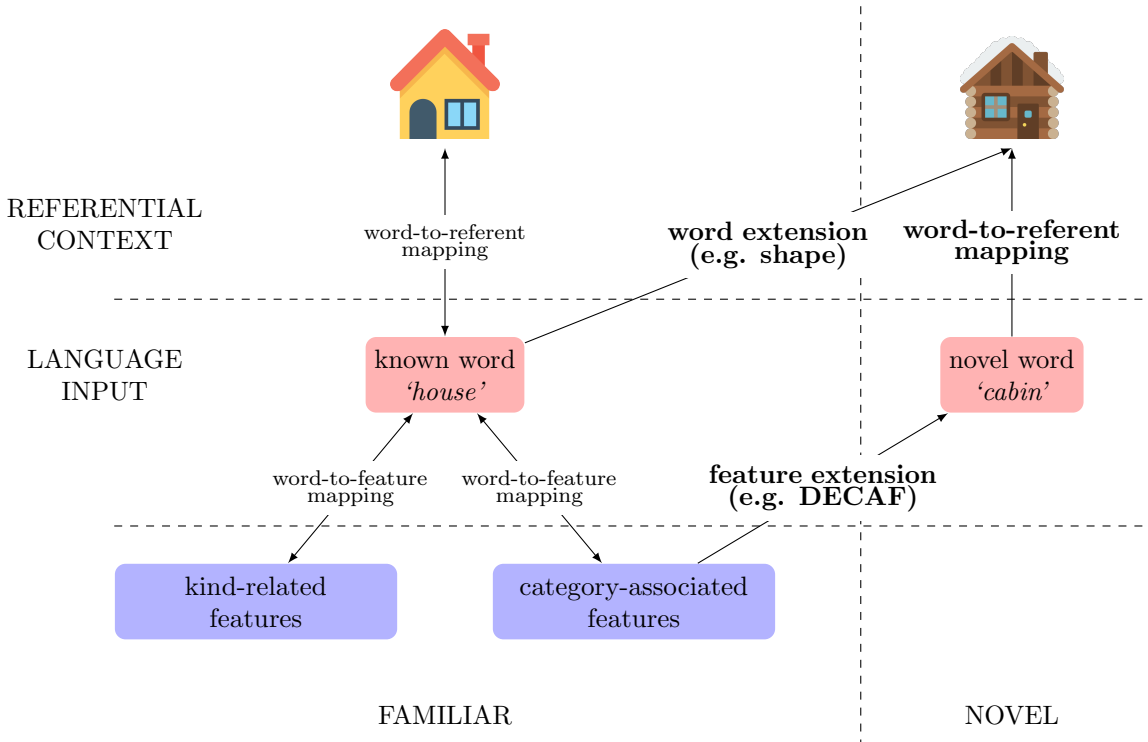 REFERENTIAL
CONTEXT
word-to-referent
mapping
word extension
(e.g. shape)
word-to-referent
mapping
LANGUAGE
INPUT
known word
‘house’
novel word
‘cabin’
word-to-feature
mapping
word-to-feature
mapping
feature extension
(e.g. DECAF)
kind-related
features
category-associated
features
FAMILIAR
NOVEL